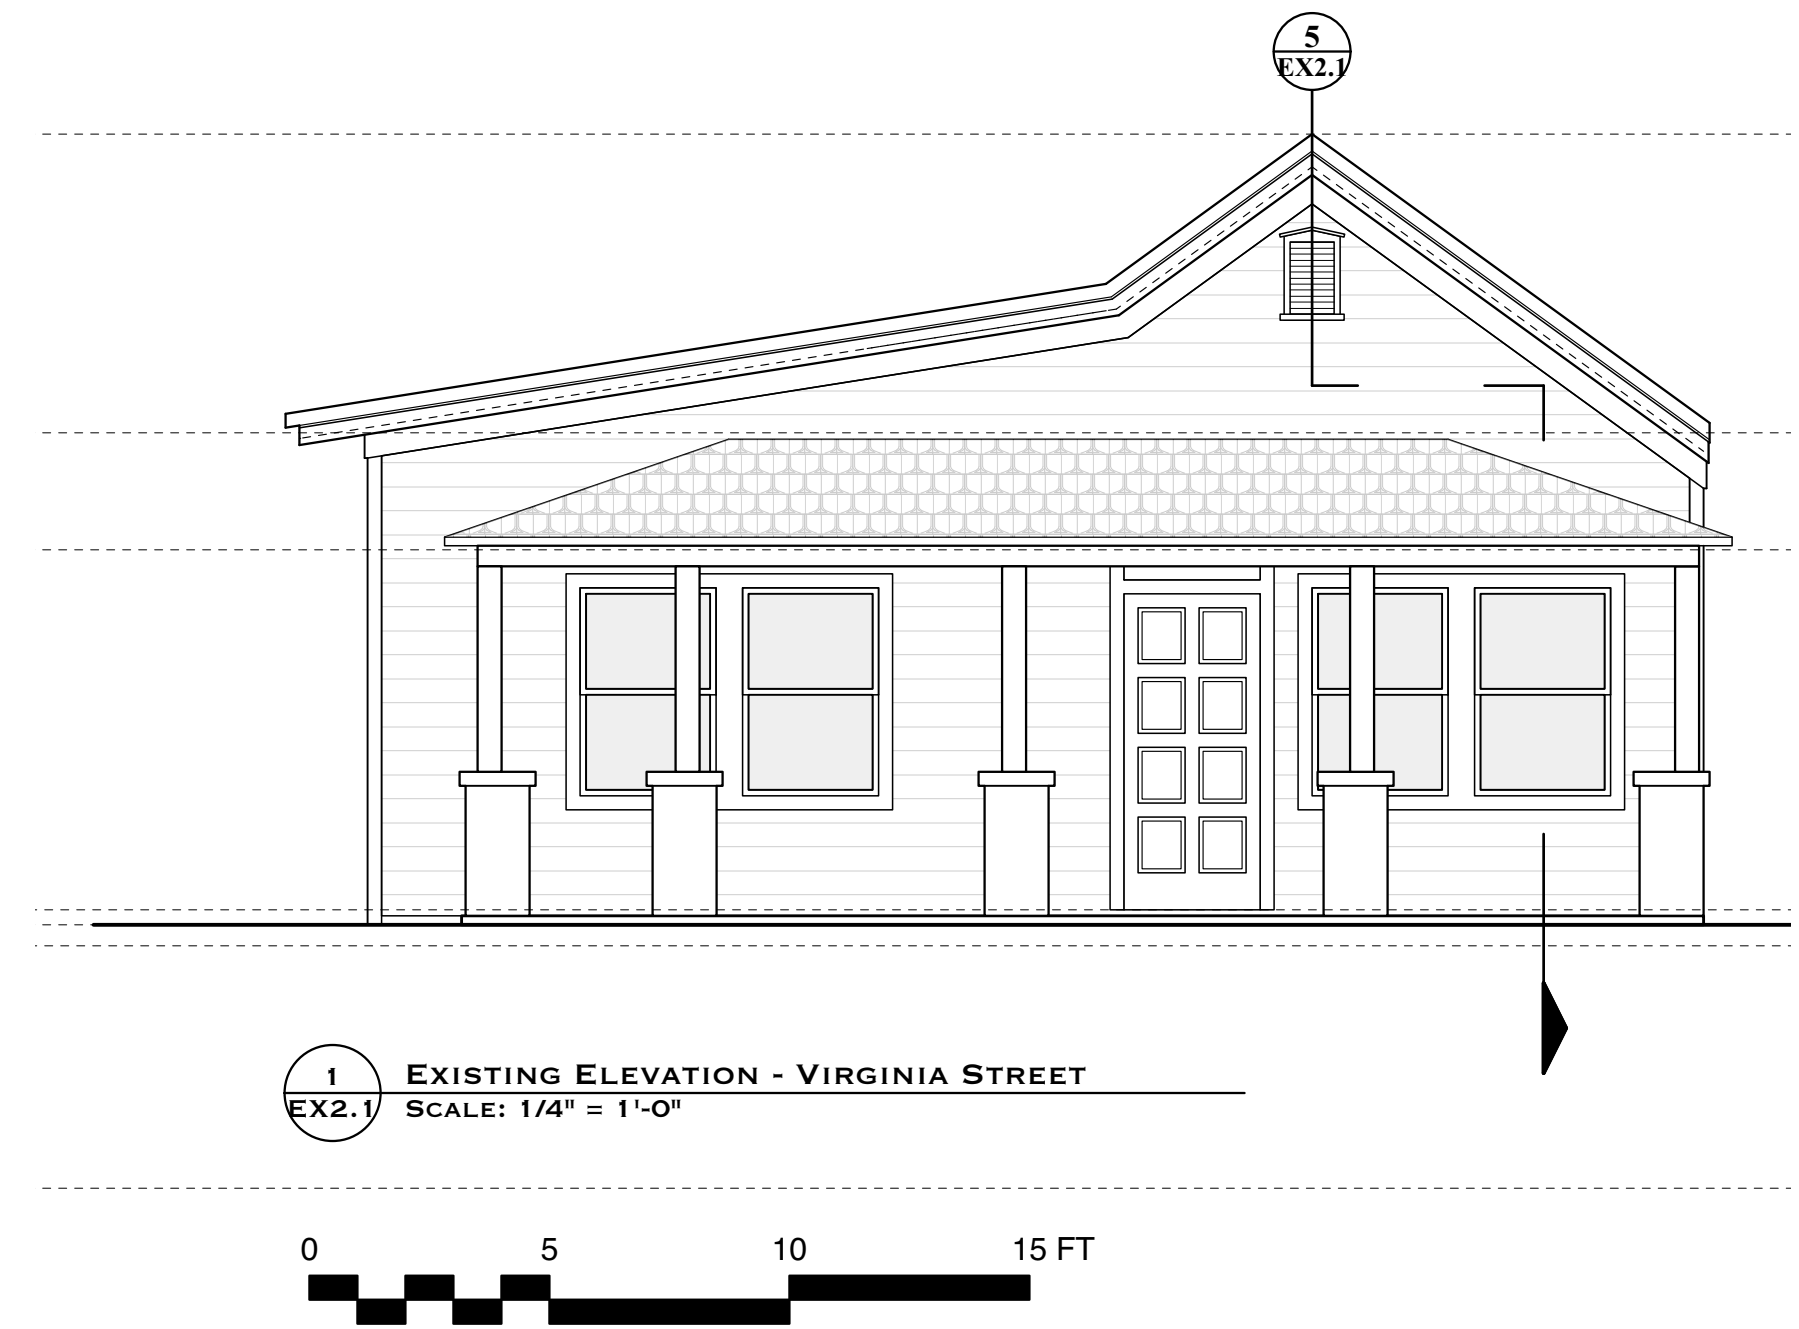 5
EX2.1
1
EX2.1
EXISTING ELEVATION - VIRGINIA STREET
SCALE: 1/4" = 1'-0"
0 5 10 15 FT